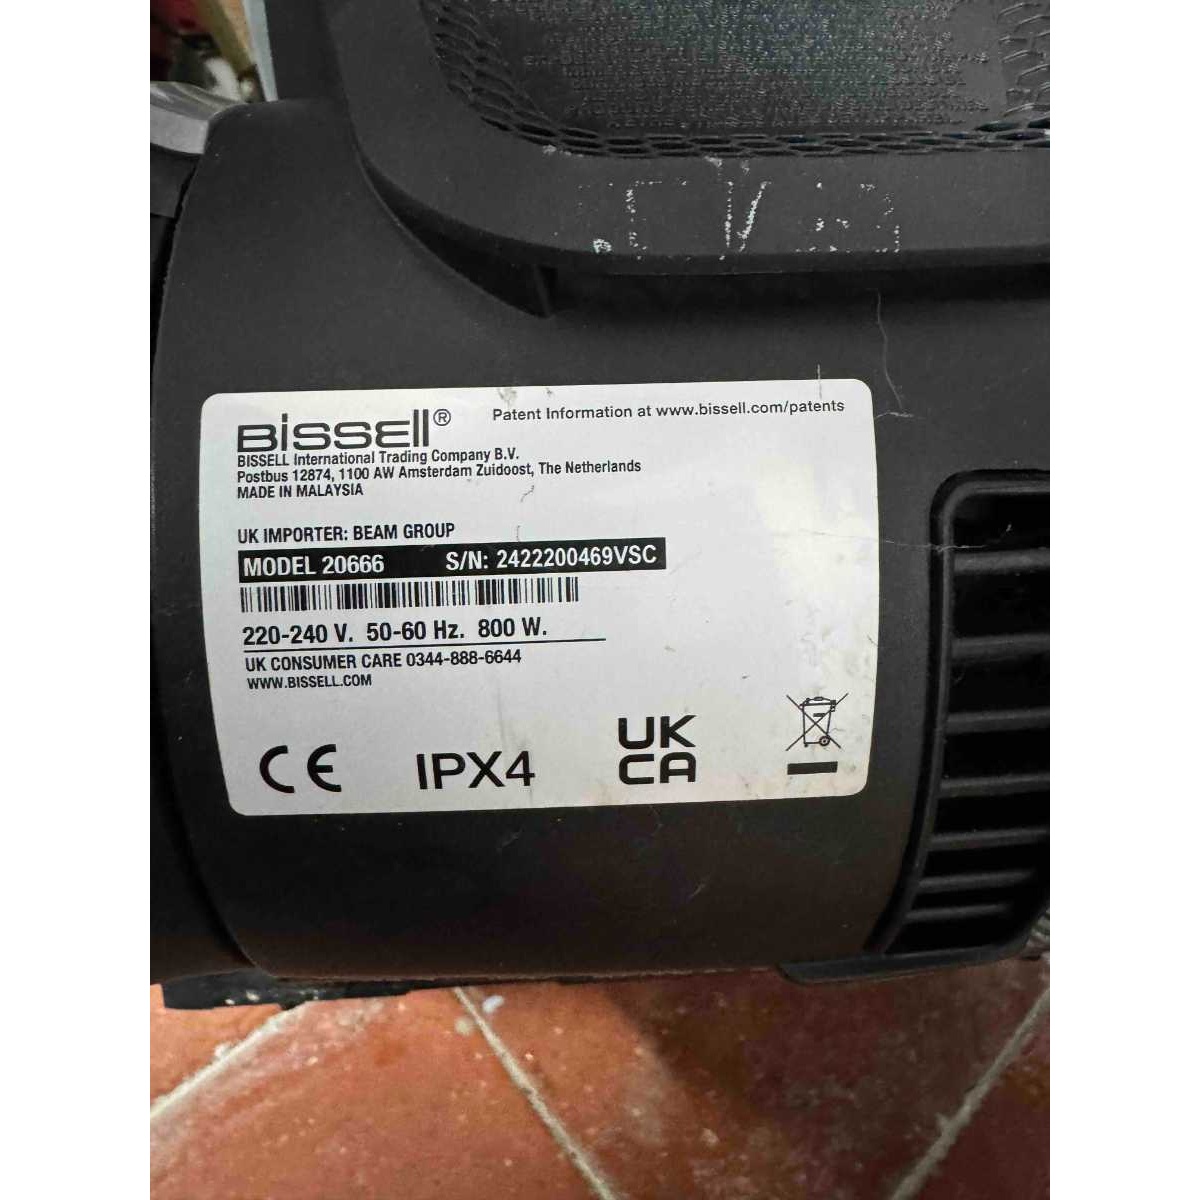 BISSELL®
Patent Information at www.bissell.com/patents
BISSELL International Trading Company B.V.
Postbus 12874, 1100 AW Amsterdam Zuidoost, The Netherlands
MADE IN MALAYSIA
UK IMPORTER: BEAM GROUP
MODEL 20666 S/N: 2422200469VSC
220-240 V. 50-60 Hz. 800 W.
UK CONSUMER CARE 0344-888-6644
WWW.BISSELL.COM
CE IPX4 UK
CA